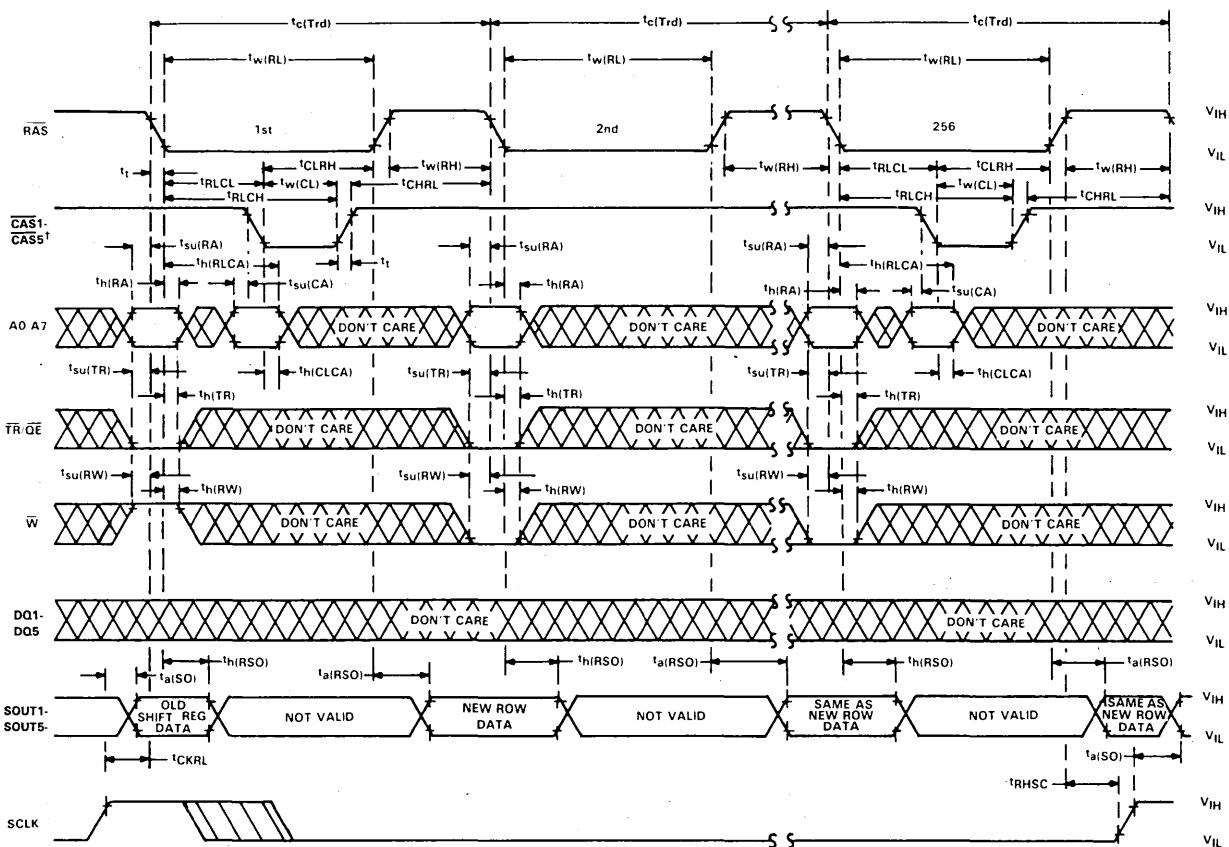 tc(Trd) tc(Trd) tc(Trd)
tw(RL) tw(RL) tw(RL)
RAS 1st 2nd 256 VIH
VIL
tCLRH tw(RH) tw(RH) tRLCL tCLRH tw(RH)
tt tRLCL tw(CL) tCHRL tw(CL)
tRLCH tRLCH tCHRL
CAS1- VIH
CAS5† VIL
tsu(RA) tsu(RA) tsu(RA)
th(RLCA) tt th(RLCA)
th(RA) tsu(CA) th(RA) th(RA) tsu(CA)
A0 A7 DON'T CARE DON'T CARE DON'T CARE VIH
VIL
tsu(TR) th(CLCA) tsu(TR) tsu(TR) th(CLCA)
th(TR) th(TR) th(TR)
TR/QE DON'T CARE DON'T CARE DON'T CARE VIH
VIL
tsu(RW) tsu(RW) tsu(RW)
th(RW) th(RW) th(RW)
W DON'T CARE DON'T CARE DON'T CARE VIH
VIL
DQ1- VIH
DQ5 DON'T CARE DON'T CARE VIL
ta(SO) th(RSO) ta(RSO) th(RSO) ta(RSO) th(RSO) ta(RSO)
SOUT1- VIH
SOUT5- VIL
OLD
SHIFT REG
DATA
NOT VALID
NEW ROW
DATA
NOT VALID
SAME AS
NEW ROW
DATA
NOT VALID
SAME AS
NEW ROW
DATA
tCKRL ta(SO)
tRHSC
SCLK VIH
VIL